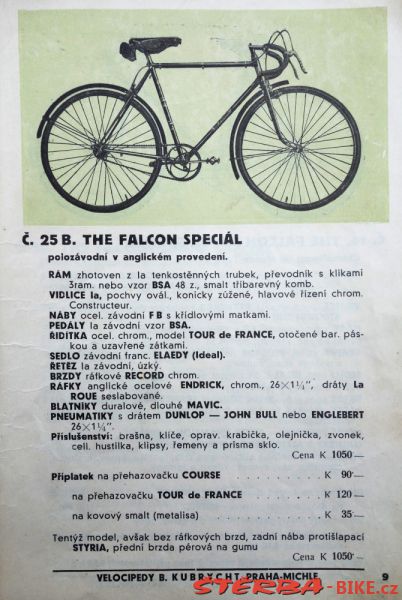 Č. 25 B. THE FALCON SPECIÁL
polozávodní v anglickém provedení.
RÁM zhotoven z Ia tenkostěnných trubek, převodník s klikami
3ram. nebo vzor BSA 48 z., smalt tříbarevný komb.
VIDLICE Ia, pochvy ovál., konicky zúžené, hlavové řízení chrom.
Constructeur.
NÁBY ocel. závodní FB s křídlovými matkami.
PEDÁLY Ia závodní vzor BSA.
ŘIDÍTKA ocel. chrom., model TOUR de FRANCE, otočené bar. pás-
kou a uzavřené zátkami.
SEDLO závodní franc. ELAEDY (Ideal).
ŘETĚZ Ia závodní, úzký.
BRZDY ráfkové RECORD chrom.
RÁFKY anglické ocelové ENDRICK, chrom., 26×1¼", dráty La
ROUE seslabované.
BLATNÍKY duralové, dlouhé MAVIC.
PNEUMATIKY s drátem DUNLOP — JOHN BULL nebo ENGLEBERT
26×1¼".
Příslušenství: brašna, klíče, oprav. krabička, olejnička, zvonek,
cell. hustilka, klipsy, řemeny a prisma sklo.
Cena K 1050·—
Příplatek na přehazovačku COURSE . . . . . . . K 90·—
na přehazovačku TOUR de FRANCE . . . . K 120·—
na kovový smalt (metalisa) . . . . . . . K 35·—
Tentýž model, avšak bez ráfkových brzd, zadní nába protišlapací
STYRIA, přední brzda pérová na gumu
Cena K 1050·—
VELOCIPEDY B. KUBRYCHT, PRAHA-MICHLE
9
STERBA-BIKE.cz